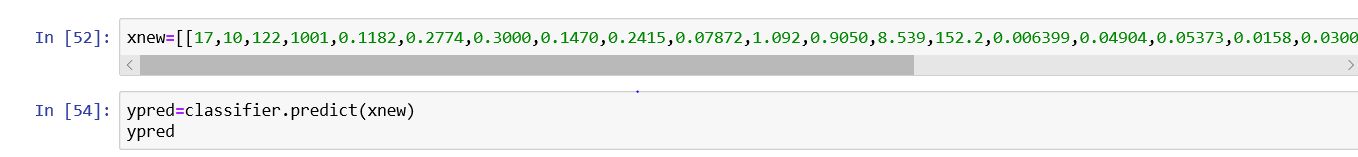 In [52]: xnew=[[17,10,122,1001,0.1182,0.2774,0.3000,0.1470,0.2415,0.07872,1.092,0.9050,8.539,152.2,0.006399,0.04904,0.05373,0.0158,0.0300
In [54]: ypred=classifier.predict(xnew)
ypred